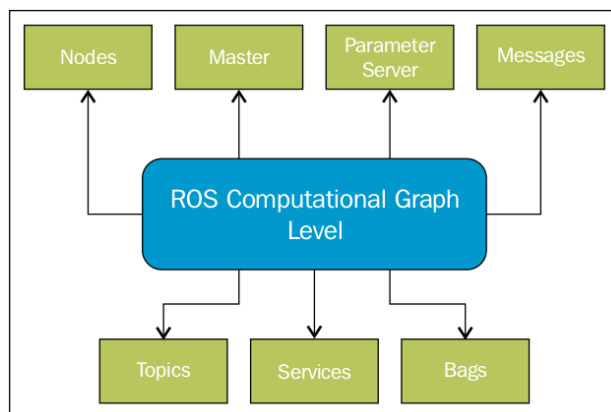 Nodes
Master
Parameter
Server
Messages
ROS Computational Graph
Level
Topics
Services
Bags